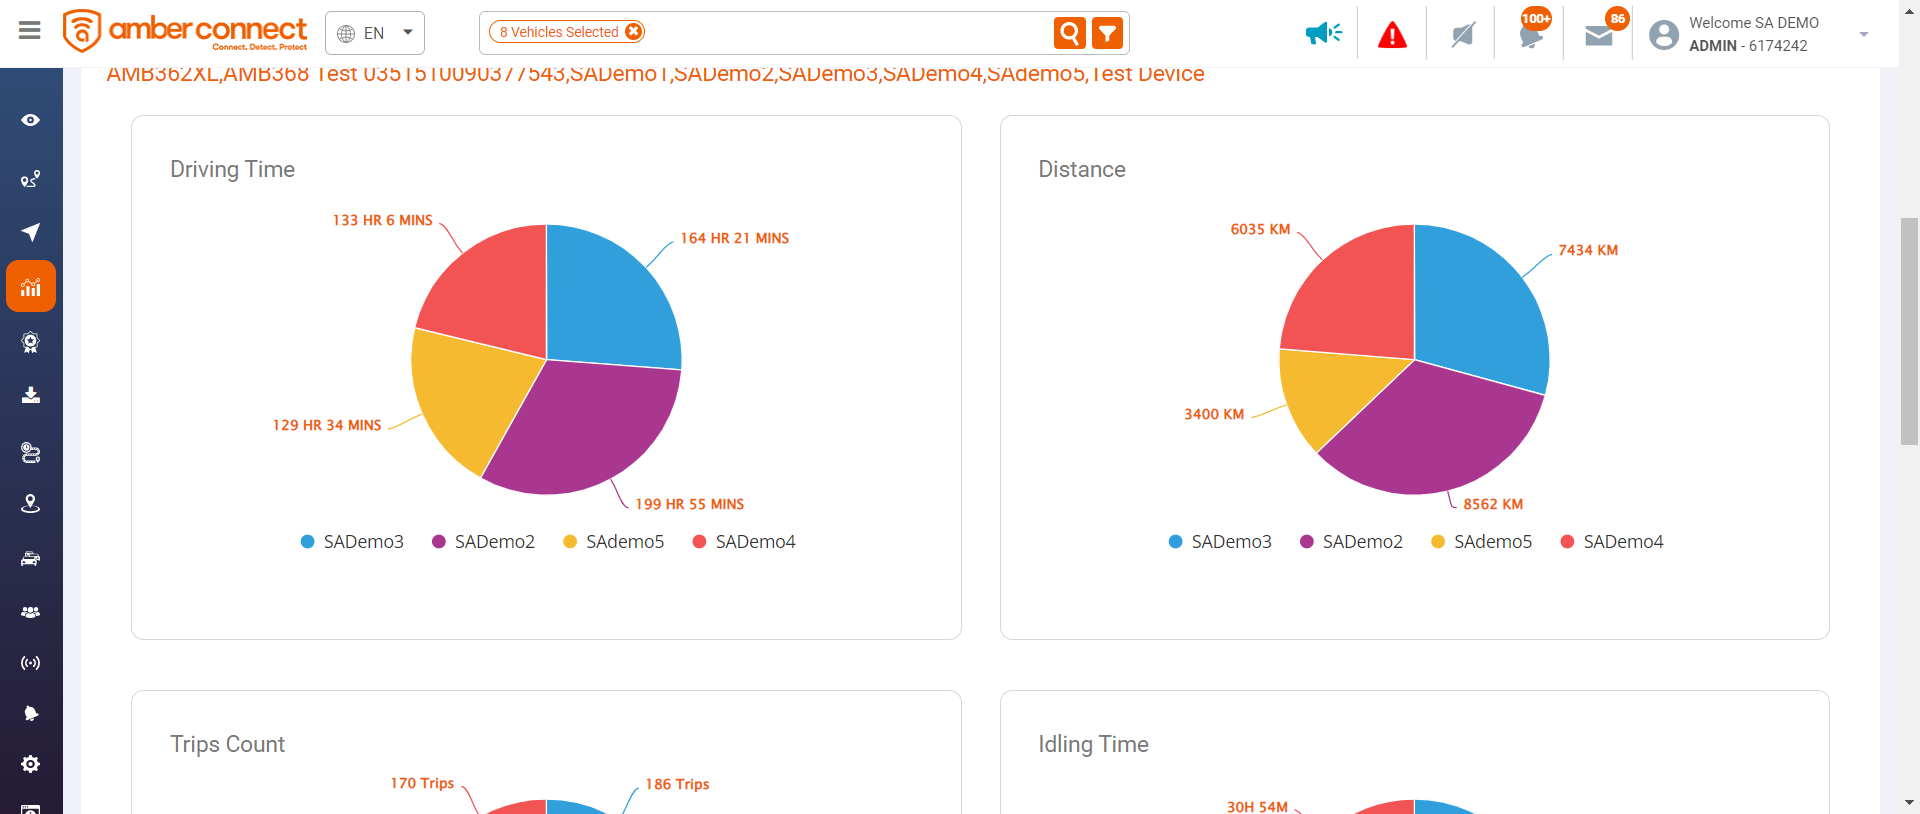 amber connect
Connect. Detect. Protect
EN
8 Vehicles Selected
100+
86
Welcome SA DEMO
ADMIN - 6174242
AMB362XL,AMB368 Test 0351510090377543,SADemo1,SADemo2,SADemo3,SADemo4,SAdemo5,Test Device
Driving Time
133 HR 6 MINS
164 HR 21 MINS
129 HR 34 MINS
199 HR 55 MINS
SADemo3 SADemo2 SAdemo5 SADemo4
Distance
6035 KM
7434 KM
3400 KM
8562 KM
SADemo3 SADemo2 SAdemo5 SADemo4
Trips Count
170 Trips
186 Trips
Idling Time
30H 54M